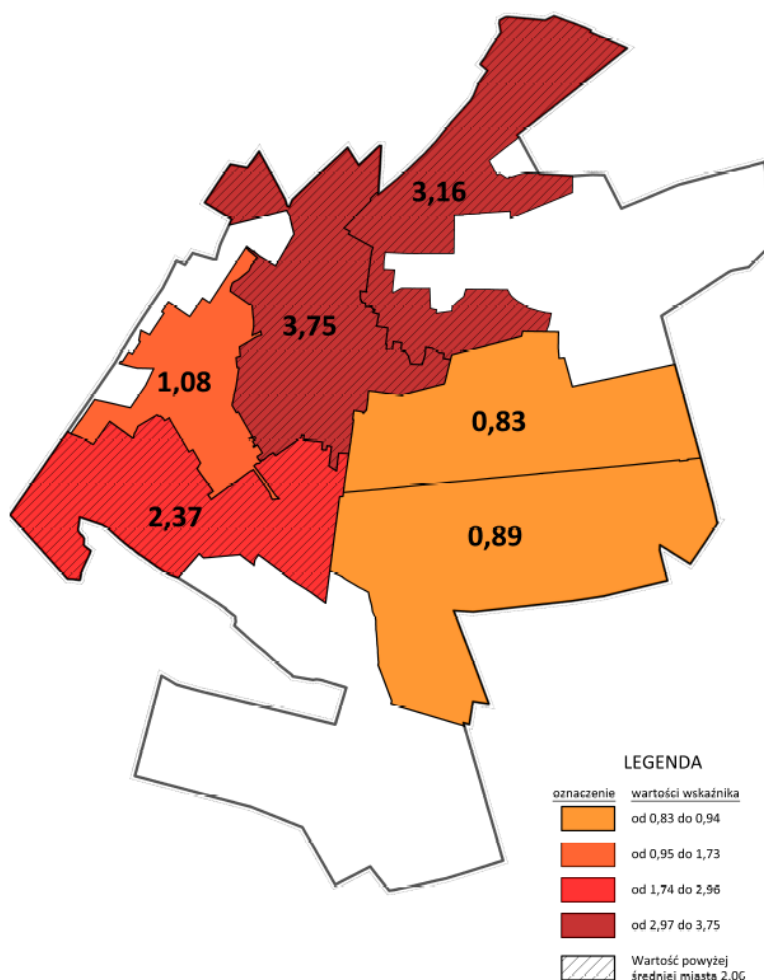 3,16
3,75
1,08
0,83
2,37
0,89
LEGENDA
oznaczenie wartości wskaźnika
od 0,83 do 0,94
od 0,95 do 1,73
od 1,74 do 2,96
od 2,97 do 3,75
Wartość powyżej
średniej miasta 2,00